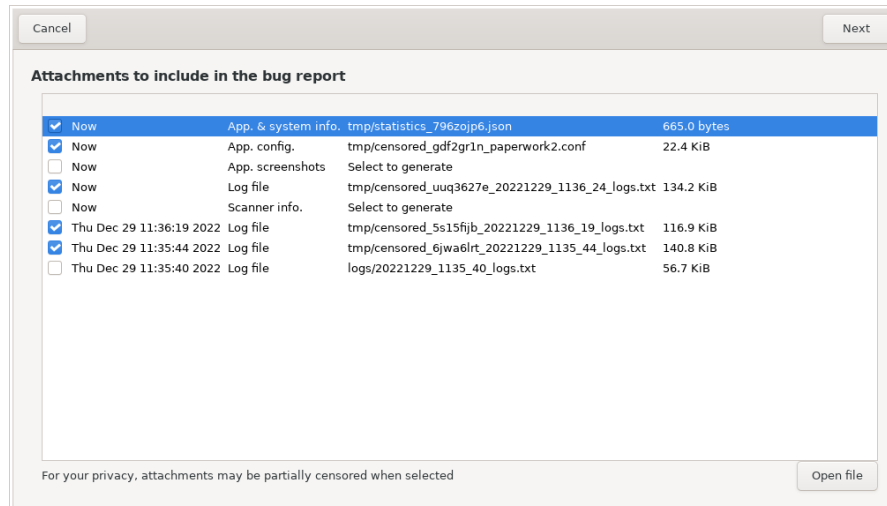 Cancel Next
Attachments to include in the bug report
Now App. & system info. tmp/statistics_796zojp6.json 665.0 bytes
Now App. config. tmp/censored_gdf2gr1n_paperwork2.conf 22.4 KiB
Now App. screenshots Select to generate
Now Log file tmp/censored_uuq3627e_20221229_1136_24_logs.txt 134.2 KiB
Now Scanner info. Select to generate
Thu Dec 29 11:36:19 2022 Log file tmp/censored_5s15fijb_20221229_1136_19_logs.txt 116.9 KiB
Thu Dec 29 11:35:44 2022 Log file tmp/censored_6jwa6lrt_20221229_1135_44_logs.txt 140.8 KiB
Thu Dec 29 11:35:40 2022 Log file logs/20221229_1135_40_logs.txt 56.7 KiB
For your privacy, attachments may be partially censored when selected Open file